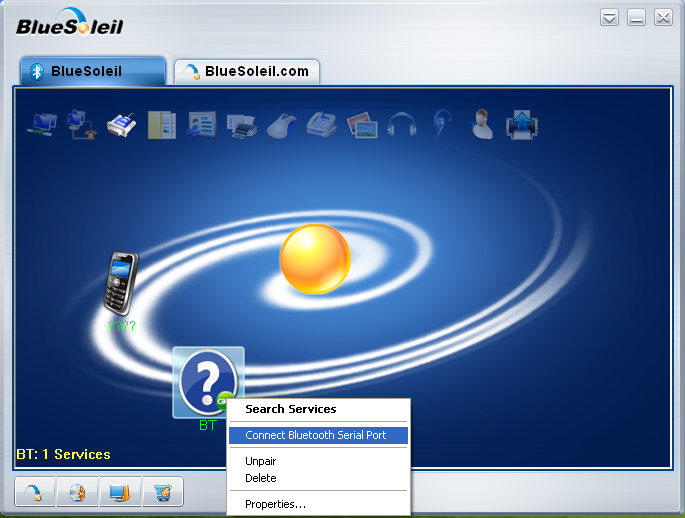 BlueSoleil
BlueSoleil
BlueSoleil.com
????
BT
Search Services
Connect Bluetooth Serial Port
Unpair
Delete
Properties...
BT: 1 Services